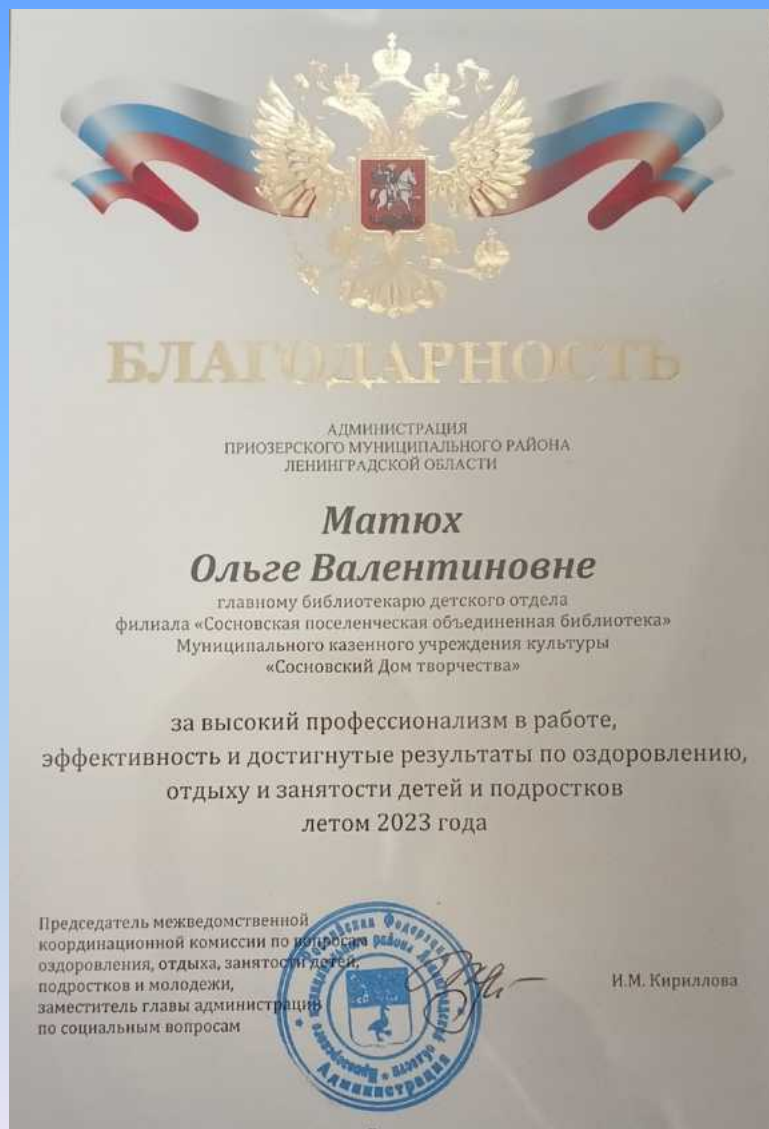 БЛАГОДАРНОСТЬ
АДМИНИСТРАЦИЯ
ПРИОЗЕРСКОГО МУНИЦИПАЛЬНОГО РАЙОНА
ЛЕНИНГРАДСКОЙ ОБЛАСТИ
Матюх
Ольге Валентиновне
главному библиотекарю детского отдела
филиала «Сосновская поселенческая объединенная библиотека»
Муниципального казенного учреждения культуры
«Сосновский Дом творчества»
за высокий профессионализм в работе,
эффективность и достигнутые результаты по оздоровлению,
отдыху и занятости детей и подростков
летом 2023 года
Председатель межведомственной
координационной комиссии по вопросам
оздоровления, отдыха, занятости детей,
подростков и молодежи,
заместитель главы администрации
по социальным вопросам
И.М. Кириллова
Администрация